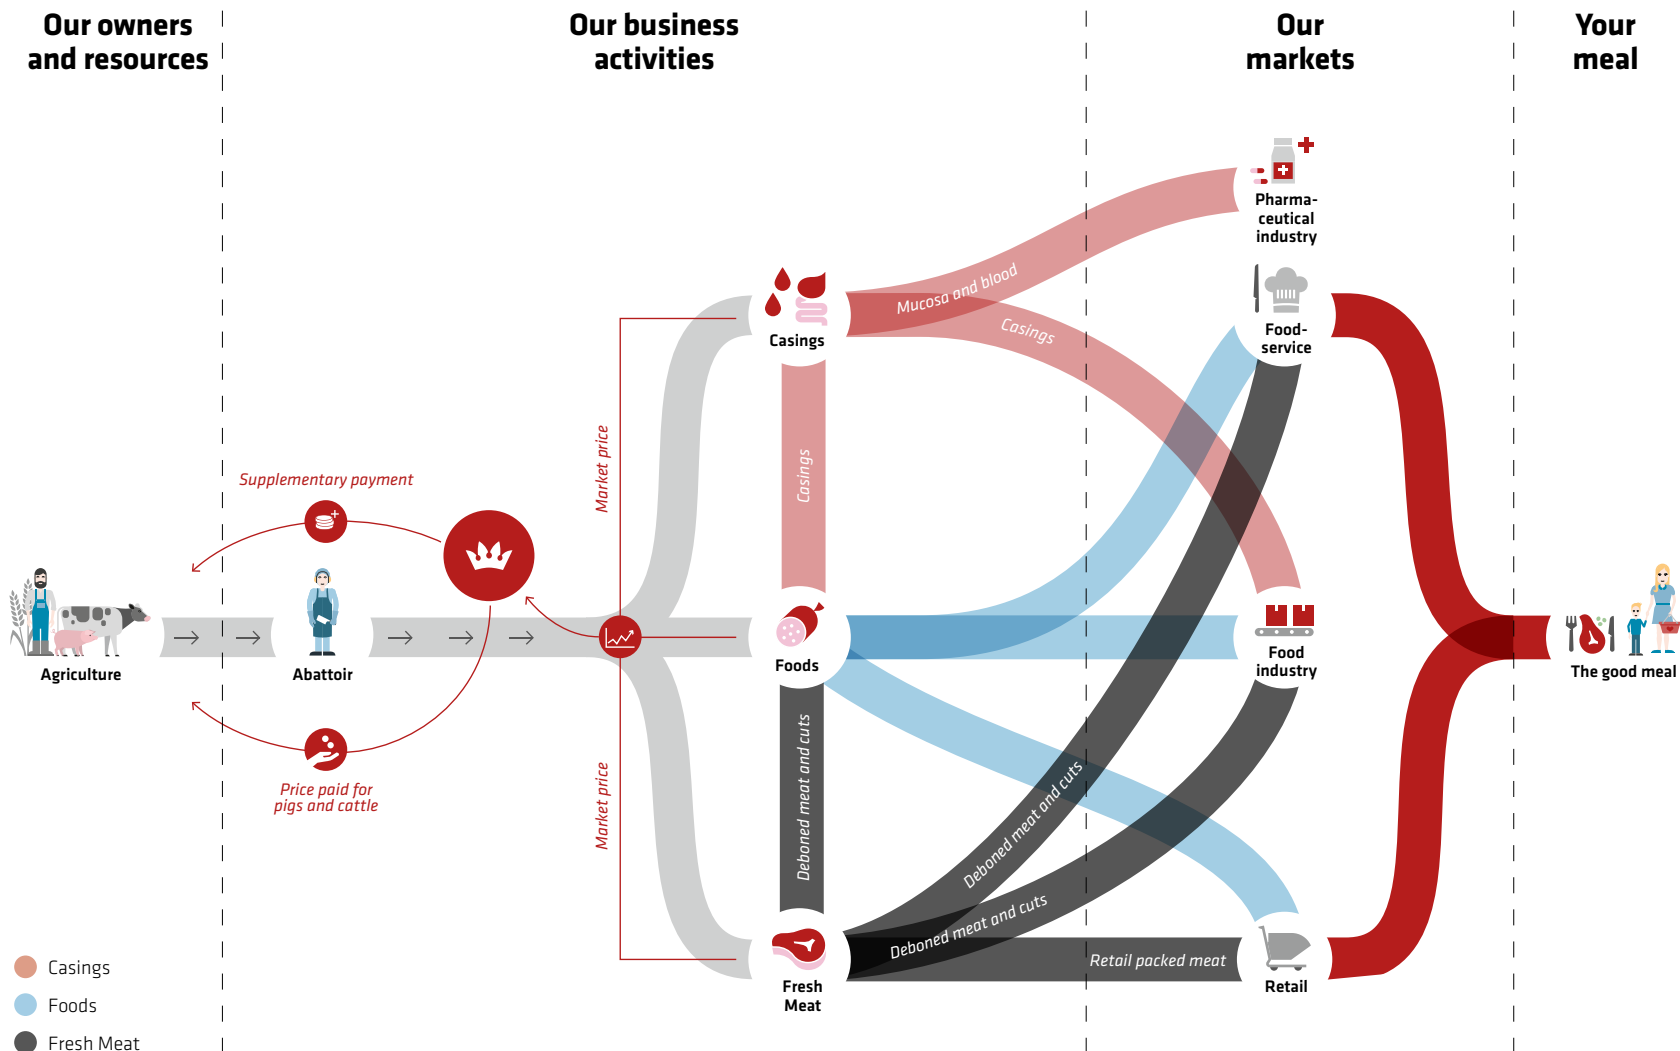 Our owners
and resources
Our business
activities
Our
markets
Your
meal
Pharma-
ceutical
industry
Mucosa and blood
Casings
Casings
Food-
service
Market price
Casings
Supplementary payment
Agriculture
Abattoir
Foods
Food
industry
The good meal
Price paid for
pigs and cattle
Market price
Deboned meat and cuts
Deboned meat and cuts
Deboned meat and cuts
Retail packed meat
Fresh
Meat
Retail
Casings
Foods
Fresh Meat